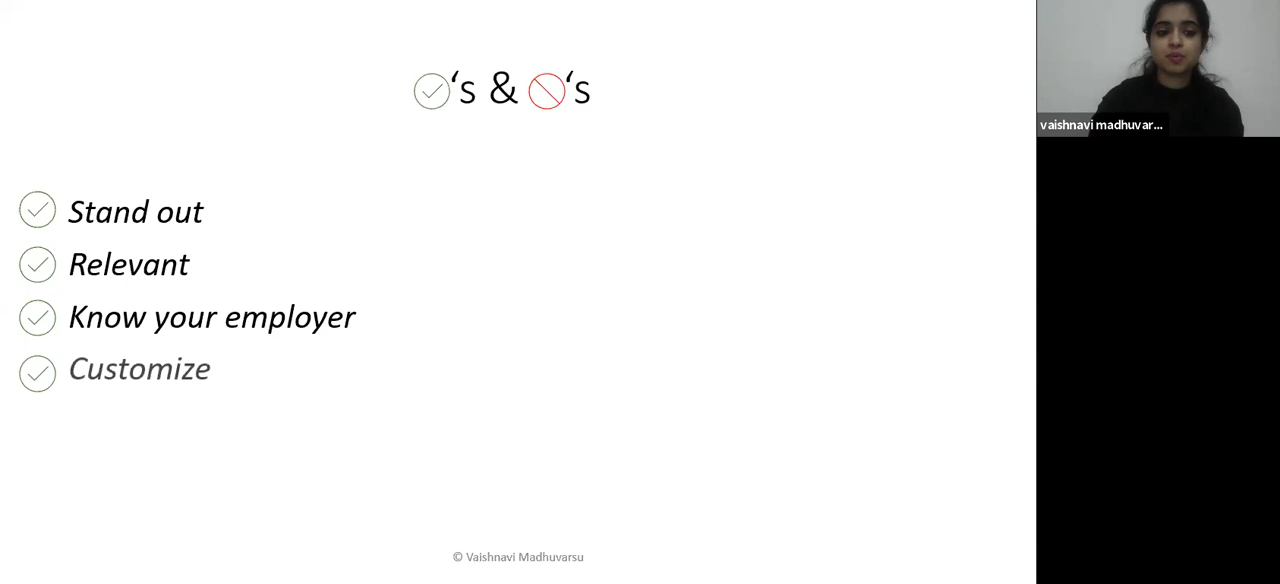 ‘s & ‘s
vaishnavi madhuvar...
Stand out
Relevant
Know your employer
Customize
© Vaishnavi Madhuvarsu